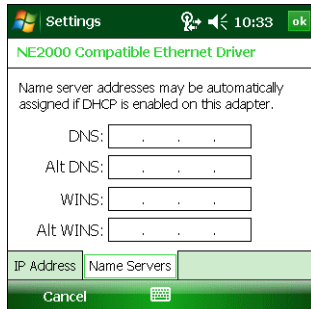 Settings 10:33 ok
NE2000 Compatible Ethernet Driver
Name server addresses may be automatically
assigned if DHCP is enabled on this adapter.
DNS: . . .
Alt DNS: . . .
WINS: . . .
Alt WINS: . . .
IP Address Name Servers
Cancel